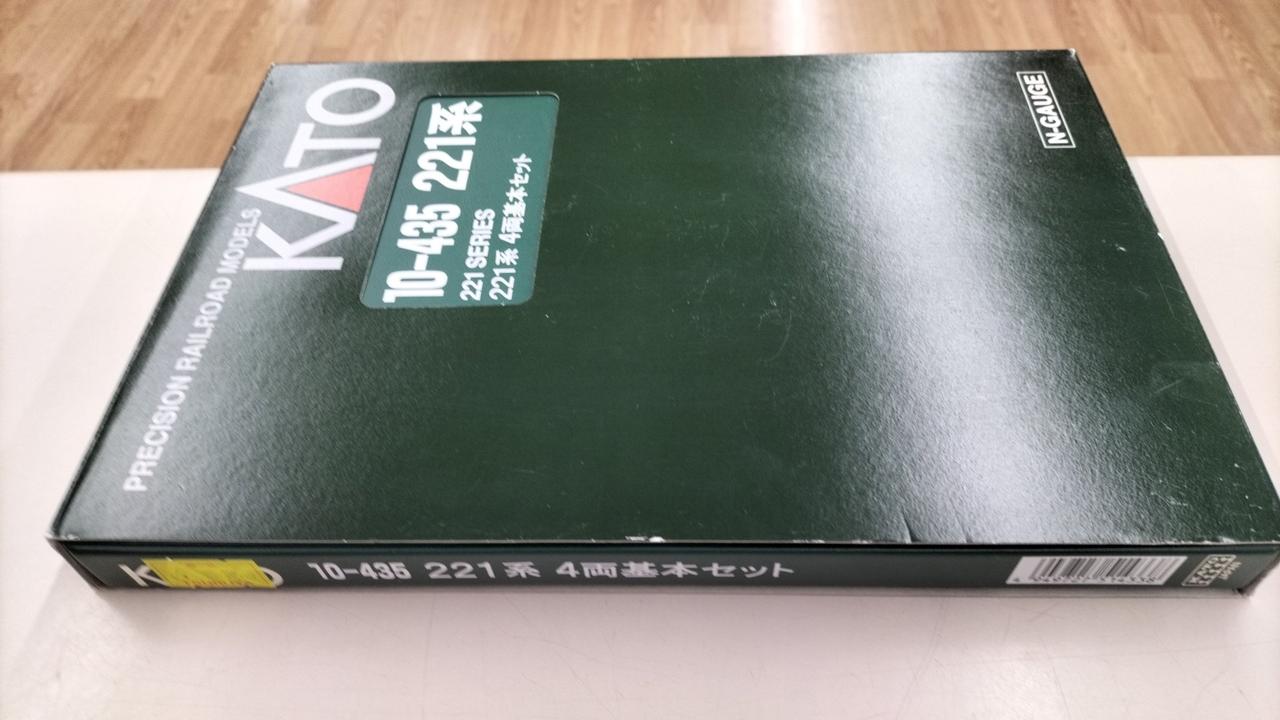 PRECISION RAILROAD MODELS
KATO
10-435 221系
221 SERIES
221系 4両基本セット
N-GAUGE
10-435 221系 4両基本セット
JAPAN